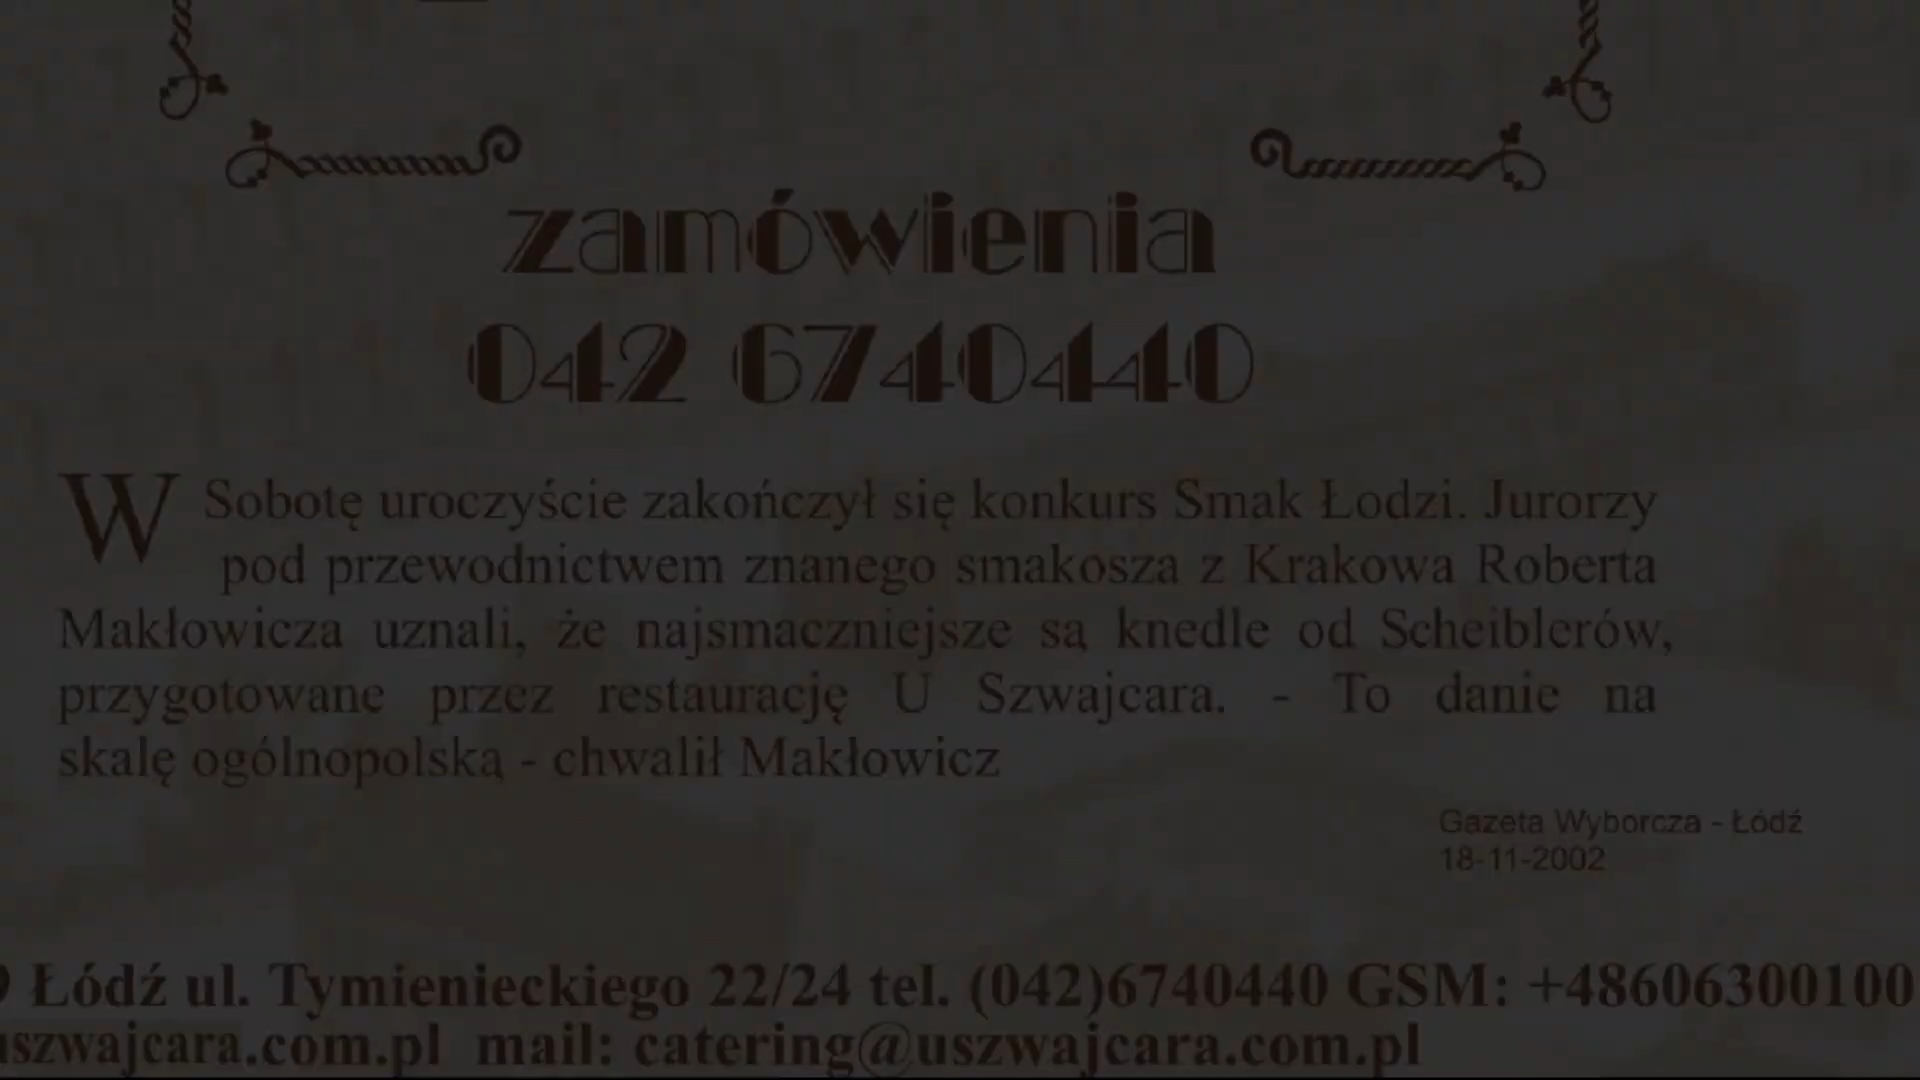 zamówienia
042 6740440
W Sobotę uroczyście zakończył się konkurs Smak Łodzi. Jurorzy
pod przewodnictwem znanego smakosza z Krakowa Roberta
Makłowicza uznali, że najsmaczniejsze są knedle od Scheiblerów,
przygotowane przez restaurację U Szwajcara. - To danie na
skalę ogólnopolską - chwalił Makłowicz
Gazeta Wyborcza - Łódź
18-11-2002
Łódź ul. Tymienieckiego 22/24 tel. (042)6740440 GSM: +48606300100
uszwajcara.com.pl mail: catering@uszwajcara.com.pl